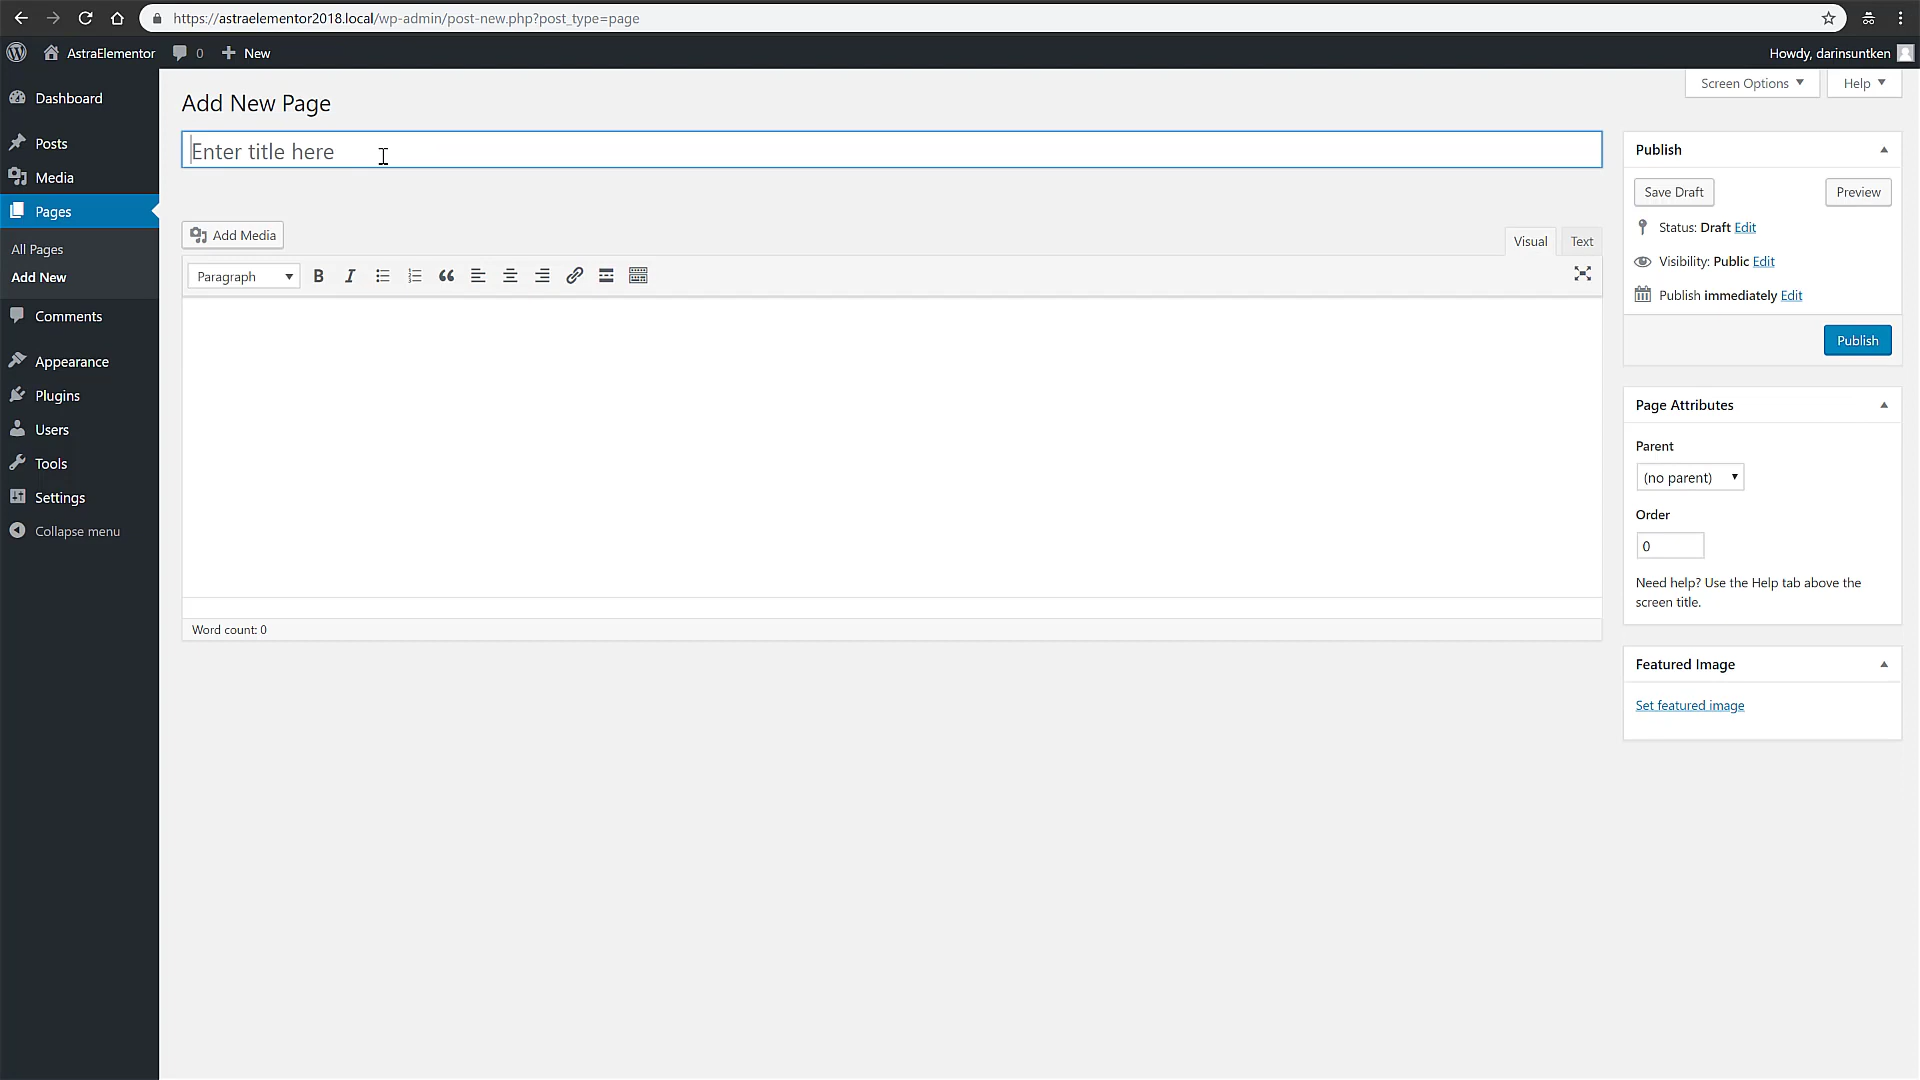 https://astraelementor2018.local/wp-admin/post-new.php?post_type=page
AstraElementor 0 + New Howdy, darinsuntken
Screen Options ▼ Help ▼
Dashboard
Posts
Media
Pages
All Pages
Add New
Comments
Appearance
Plugins
Users
Tools
Settings
Collapse menu
Add New Page
Enter title here
Add Media
Visual Text
Paragraph B I
Word count: 0
Publish
Save Draft Preview
Status: Draft Edit
Visibility: Public Edit
Publish immediately Edit
Publish
Page Attributes
Parent
(no parent)
Order
0
Need help? Use the Help tab above the
screen title.
Featured Image
Set featured image